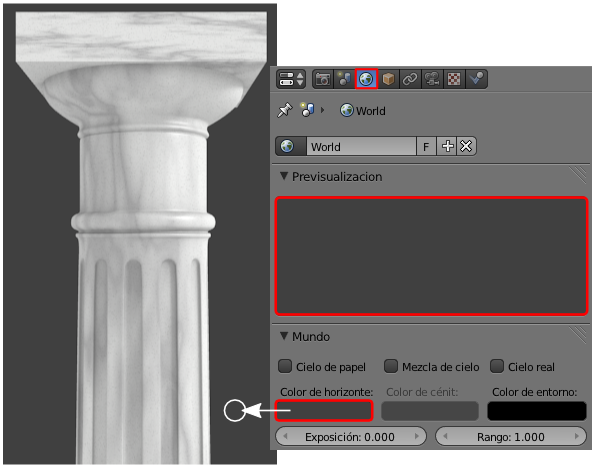 World
World
F
Previsualizacion
Mundo
Cielo de papel
Mezcla de cielo
Cielo real
Color de horizonte:
Color de cénit:
Color de entorno:
Exposición: 0.000
Rango: 1.000